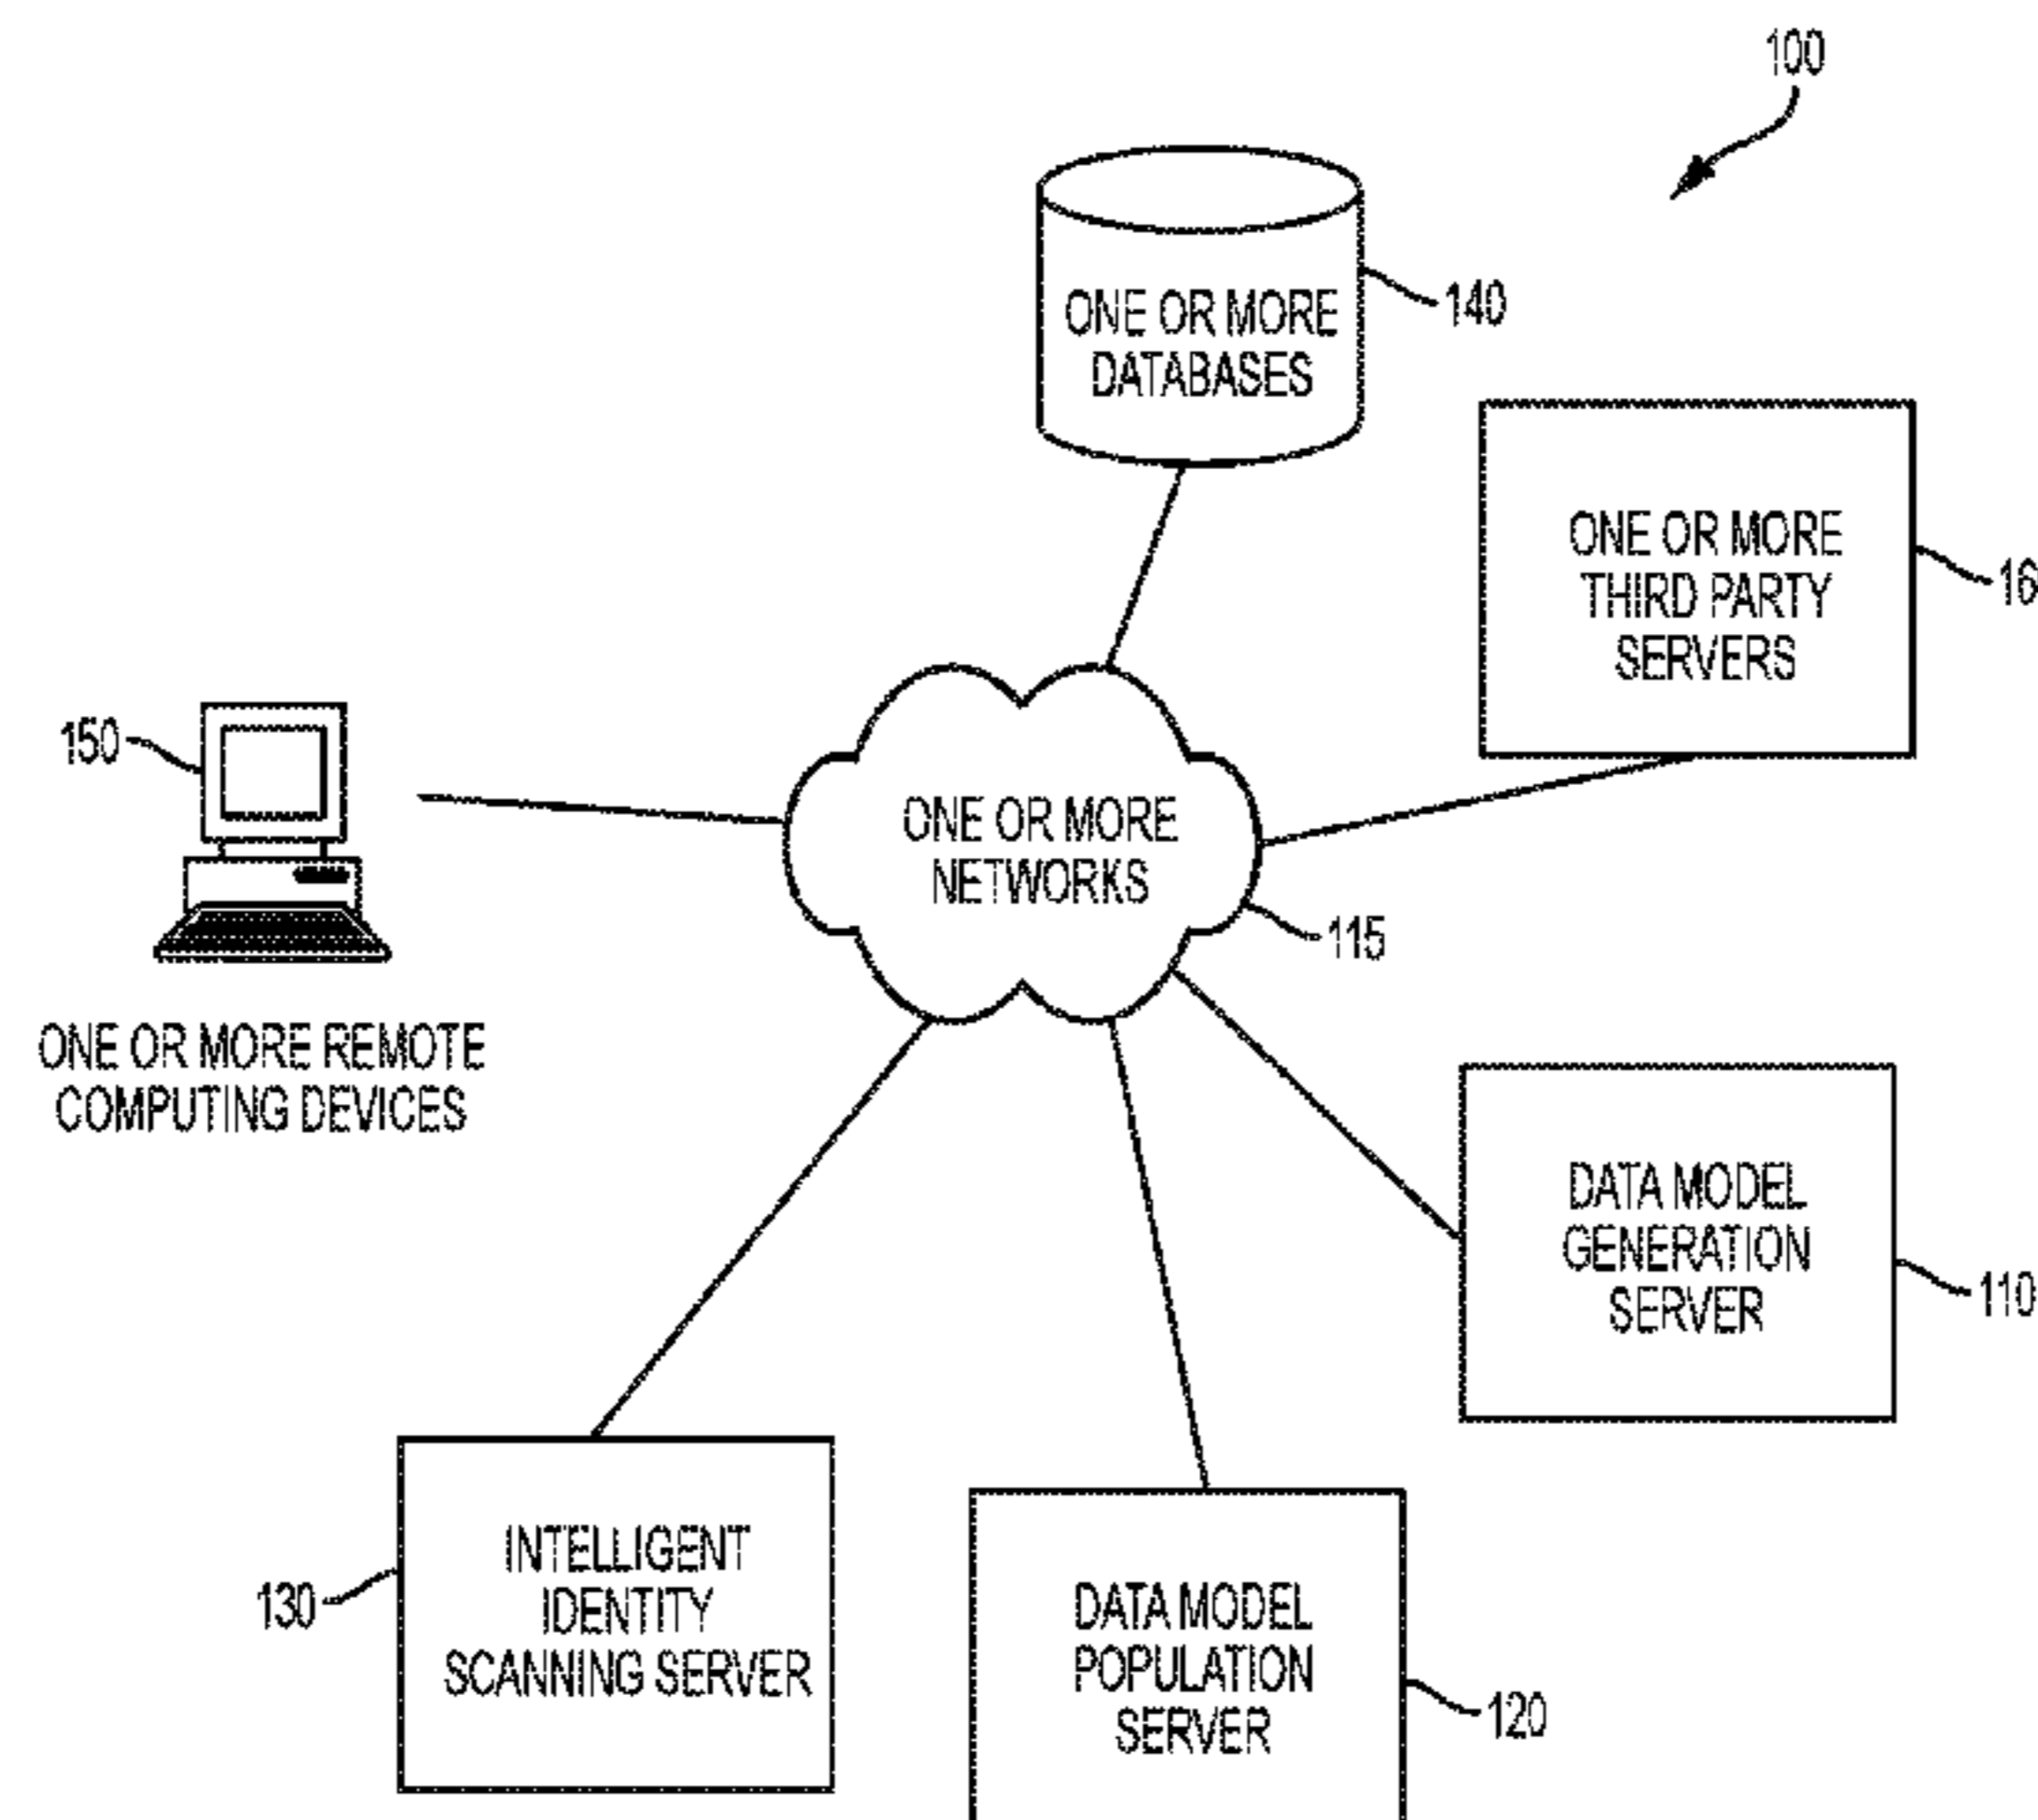 100
ONE OR MORE
DATABASES
140
ONE OR MORE
THIRD PARTY
SERVERS
16
150
ONE OR MORE
NETWORKS
115
ONE OR MORE REMOTE
COMPUTING DEVICES
DATA MODEL
GENERATION
SERVER
110
INTELLIGENT
IDENTITY
SCANNING SERVER
130
DATA MODEL
POPULATION
SERVER
120